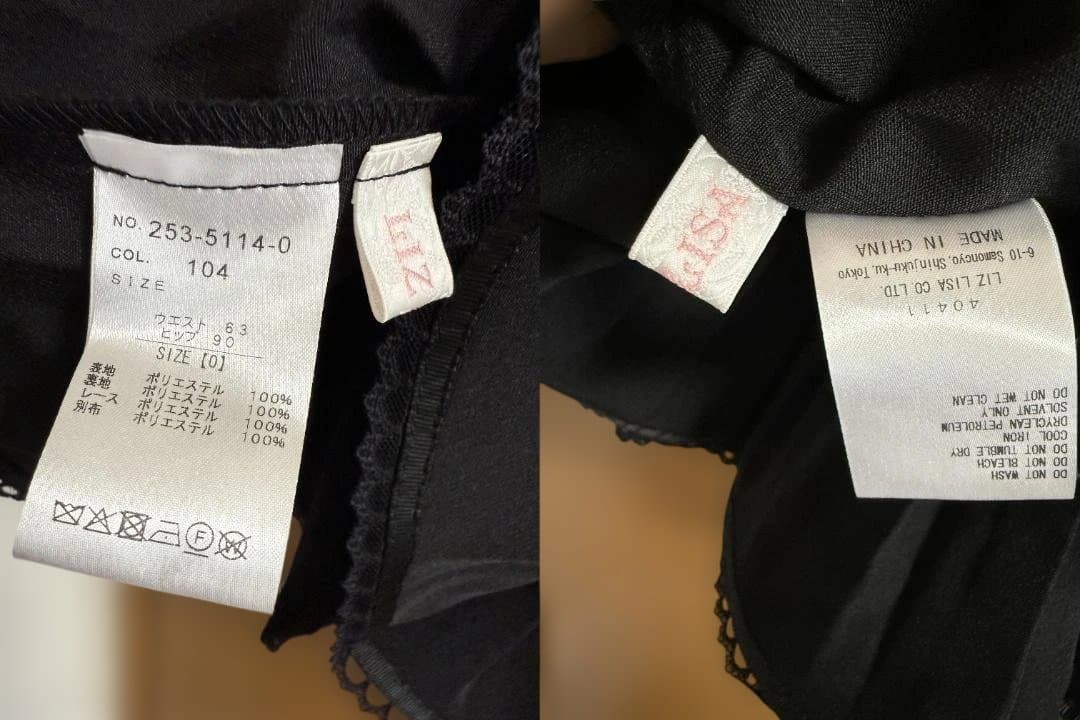 NO. 253-5114-0
COL. 104
SIZE
ウエスト 63
ヒップ 90
SIZE【0】
表地 ポリエステル 100%
裏地 ポリエステル 100%
レース ポリエステル 100%
別布 ポリエステル 100%
F
W
LIZ
&.LISA
DO NOT WASH
DO NOT BLEACH
DO NOT TUMBLE DRY
COOL IRON
DRYCLEAN PETROLEUM
SOLVENT ONLY
DO NOT WET CLEAN
40411
LIZ LISA CO LTD.
6-10 Samoncyo, Shinjuku-ku, Tokyo
MADE IN CHINA